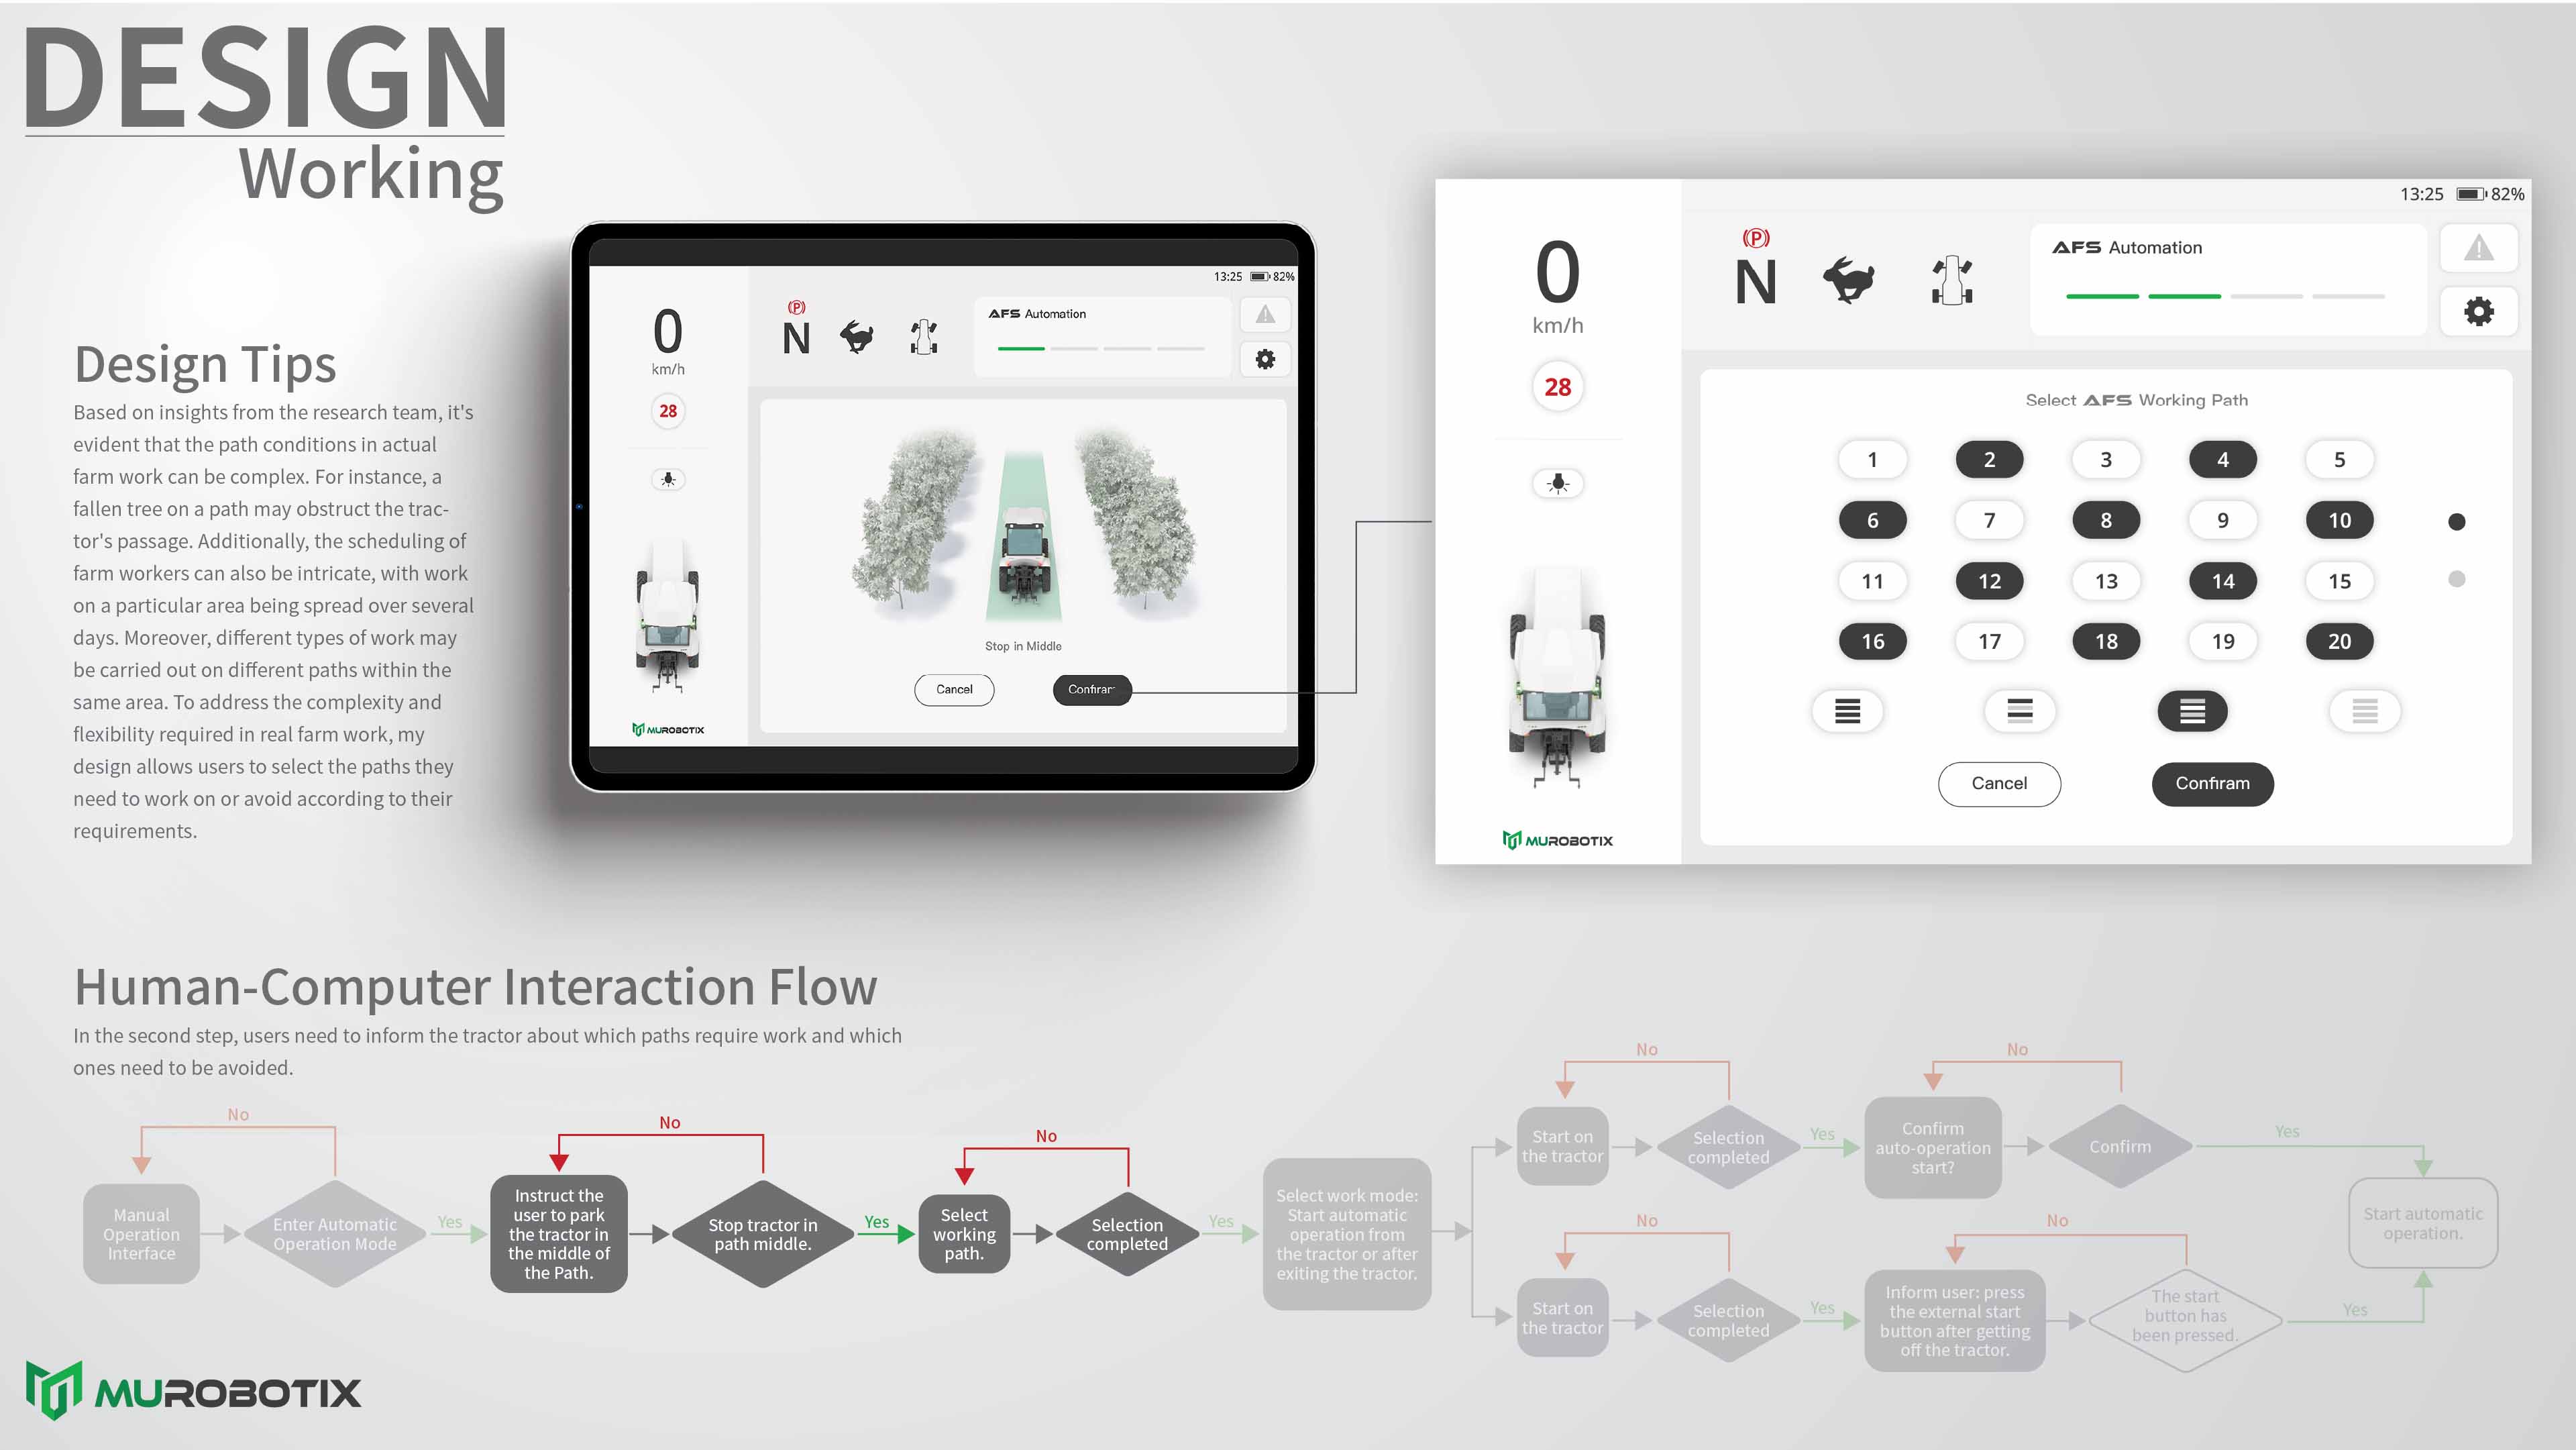 DESIGN
Working
Design Tips
Based on insights from the research team, it's
evident that the path conditions in actual
farm work can be complex. For instance, a
fallen tree on a path may obstruct the trac-
tor's passage. Additionally, the scheduling of
farm workers can also be intricate, with work
on a particular area being spread over several
days. Moreover, different types of work may
be carried out on different paths within the
same area. To address the complexity and
flexibility required in real farm work, my
design allows users to select the paths they
need to work on or avoid according to their
requirements.
13:25 82%
0
km/h
28
(P)
N
AFS Automation
Stop in Middle
Cancel
Confiram
MUROBOTIX
13:25 82%
0
km/h
28
(P)
N
AFS Automation
Select AFS Working Path
1 2 3 4 5
6 7 8 9 10
11 12 13 14 15
16 17 18 19 20
Cancel
Confiram
MUROBOTIX
Human-Computer Interaction Flow
In the second step, users need to inform the tractor about which paths require work and which
ones need to be avoided.
No
Manual
Operation
Interface
Enter Automatic
Operation Mode
Yes
No
Instruct the
user to park
the tractor in
the middle of
the Path.
Stop tractor in
path middle.
Yes
No
Select
working
path.
Selection
completed
Yes
Select work mode:
Start automatic
operation from
the tractor or after
exiting the tractor.
No
Start on
the tractor
Selection
completed
Yes
No
Confirm
auto-operation
start?
Confirm
Yes
No
Start on
the tractor
Selection
completed
Yes
No
Inform user: press
the external start
button after getting
off the tractor.
The start
button has
been pressed.
Yes
Start automatic
operation.
MUROBOTIX